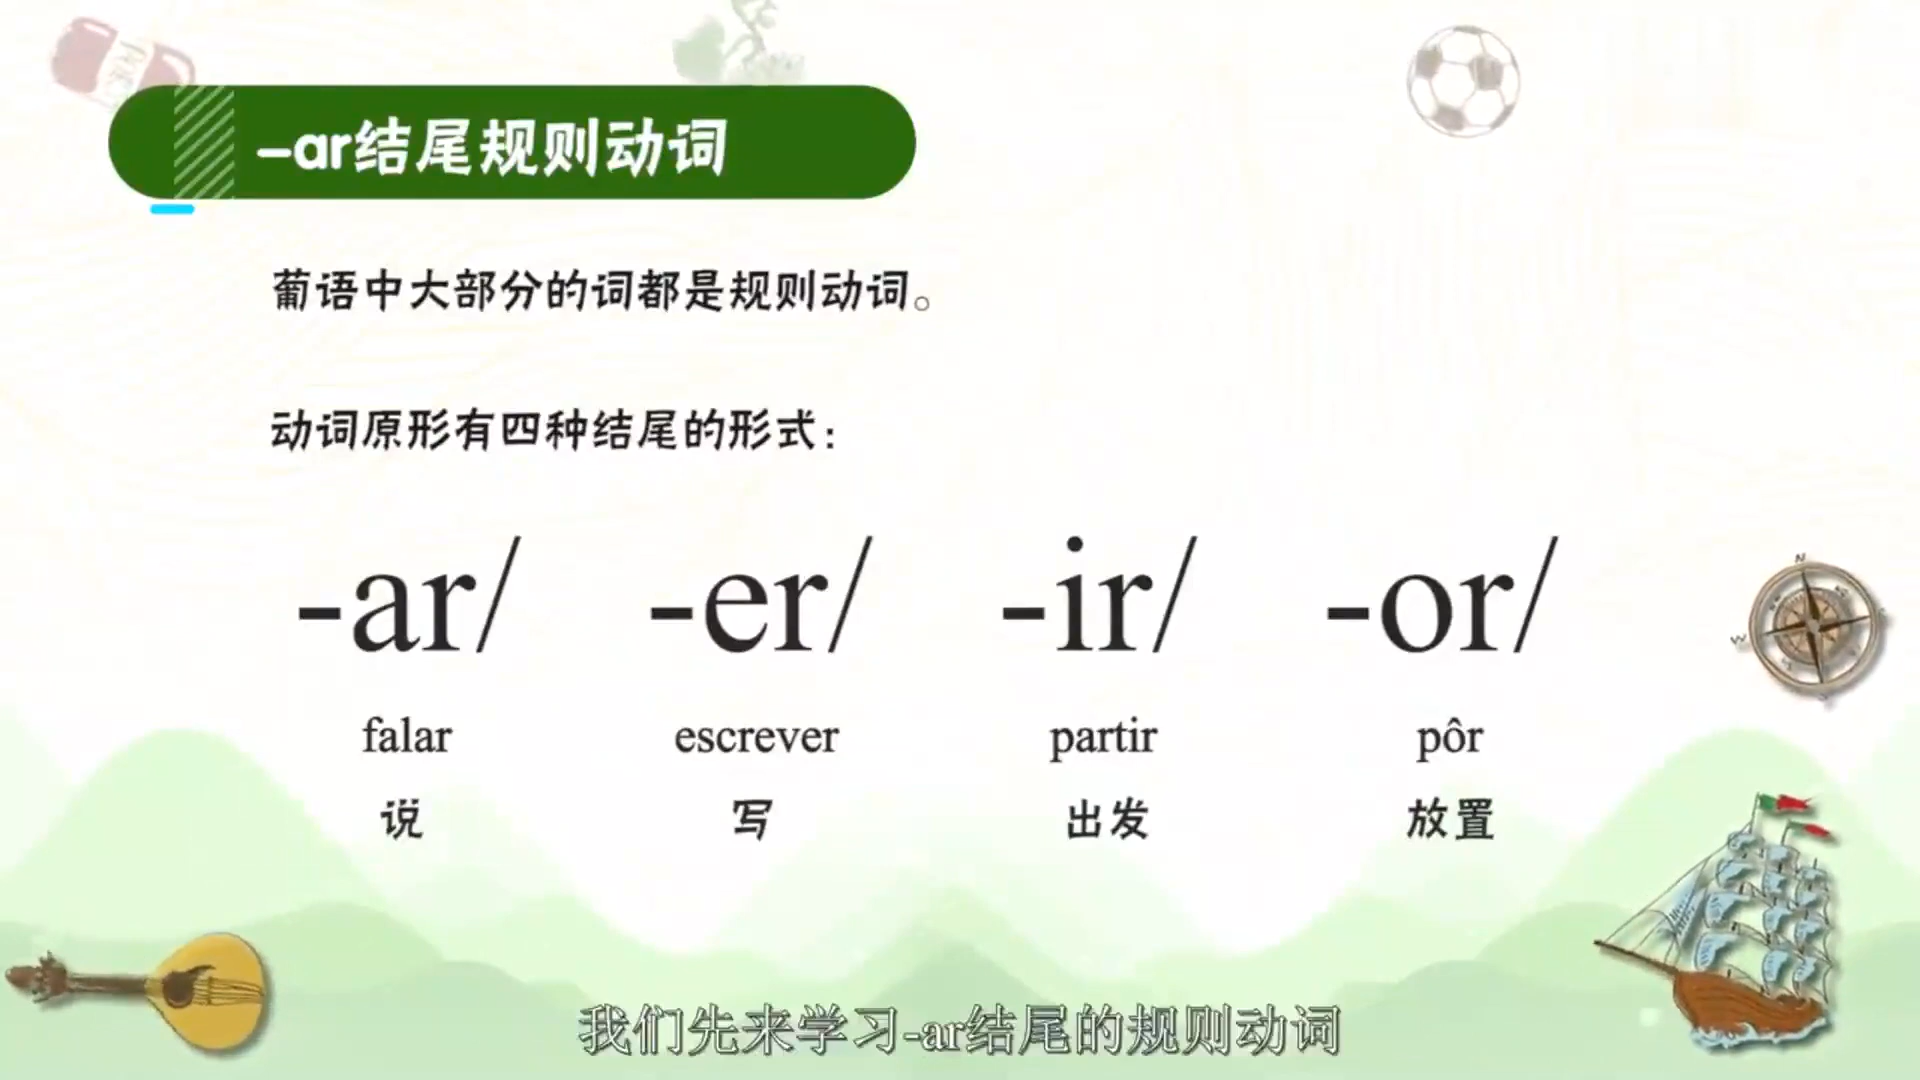 -ar结尾规则动词
葡语中大部分的词都是规则动词。
动词原形有四种结尾的形式：
-ar/ -er/ -ir/ -or/
falar escrever partir pôr
说 写 出发 放置
我们先来学习-ar结尾的规则动词